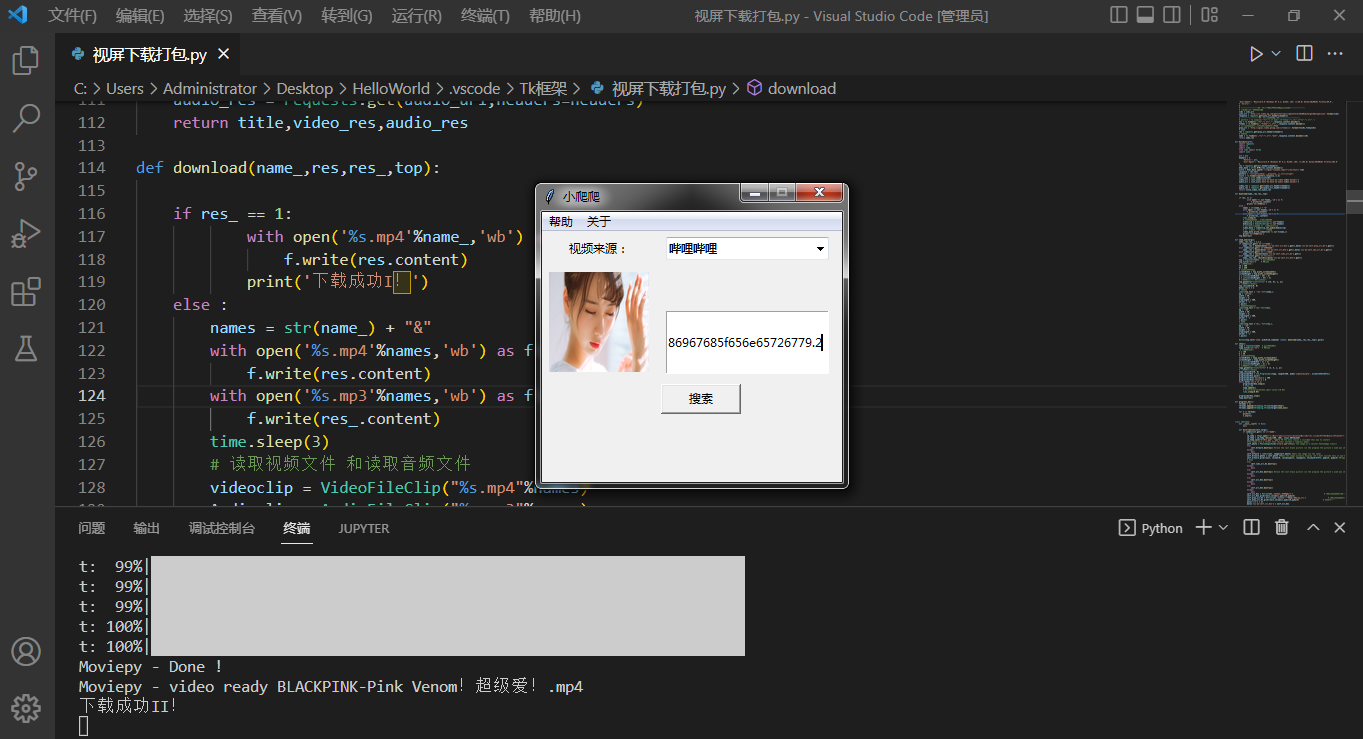 文件(F) 编辑(E) 选择(S) 查看(V) 转到(G) 运行(R) 终端(T) 帮助(H) 视屏下载打包.py - Visual Studio Code [管理员]
视屏下载打包.py
C: > Users > Administrator > Desktop > HelloWorld > .vscode > Tk框架 > 视屏下载打包.py > download
111 audio_res = requests.get(audio_url,headers=headers)
112 return title,video_res,audio_res
113
114 def download(name_,res,res_,top):
115
116 if res_ == 1:
117 with open('%s.mp4'%name_,'wb')
118 f.write(res.content)
119 print('下载成功I！')
120 else :
121 names = str(name_) + "&"
122 with open('%s.mp4'%names,'wb') as f
123 f.write(res.content)
124 with open('%s.mp3'%names,'wb') as f
125 f.write(res_.content)
126 time.sleep(3)
127 # 读取视频文件 和读取音频文件
128 videoclip = VideoFileClip("%s.mp4"%names)
小爬爬
帮助 关于
视频来源：
哔哩哔哩
86967685f656e65726779.2
搜索
问题 输出 调试控制台 终端 JUPYTER
Python
t: 99%|
t: 99%|
t: 99%|
t: 100%|
t: 100%|
Moviepy - Done !
Moviepy - video ready BLACKPINK-Pink Venom！超级爱！.mp4
下载成功II！